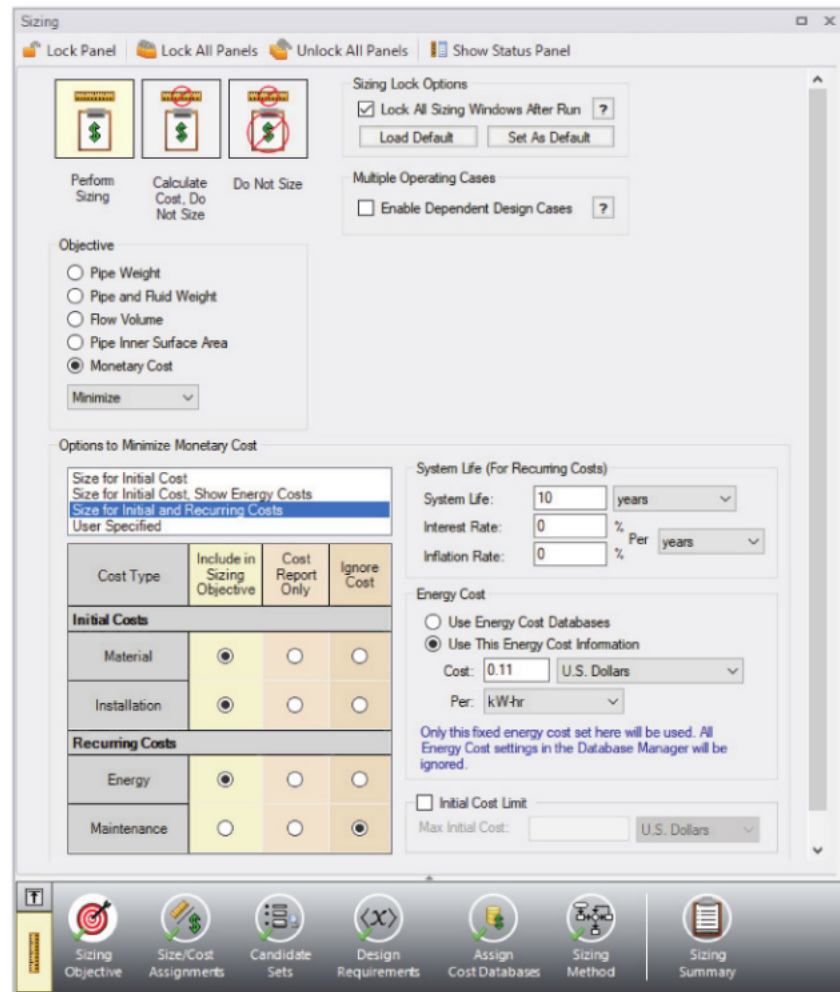 Sizing
Lock Panel Lock All Panels Unlock All Panels Show Status Panel
Perform
Sizing
Calculate
Cost, Do
Not Size
Do Not Size
Sizing Lock Options
Lock All Sizing Windows After Run ?
Load Default Set As Default
Multiple Operating Cases
Enable Dependent Design Cases ?
Objective
Pipe Weight
Pipe and Fluid Weight
Flow Volume
Pipe Inner Surface Area
Monetary Cost
Minimize
Options to Minimize Monetary Cost
Size for Initial Cost
Size for Initial Cost, Show Energy Costs
Size for Initial and Recurring Costs
User Specified
Cost Type
Include in
Sizing
Objective
Cost
Report
Only
Ignore
Cost
Initial Costs
Material
Installation
Recurring Costs
Energy
Maintenance
System Life (For Recurring Costs)
System Life: 10 years
Interest Rate: 0 %
Per years
Inflation Rate: 0 %
Energy Cost
Use Energy Cost Databases
Use This Energy Cost Information
Cost: 0.11 U.S. Dollars
Per: kW-hr
Only this fixed energy cost set here will be used. All
Energy Cost settings in the Database Manager will be
ignored.
Initial Cost Limit
Max Initial Cost: U.S. Dollars
Sizing
Objective
Size/Cost
Assignments
Candidate
Sets
Design
Requirements
Assign
Cost Databases
Sizing
Method
Sizing
Summary